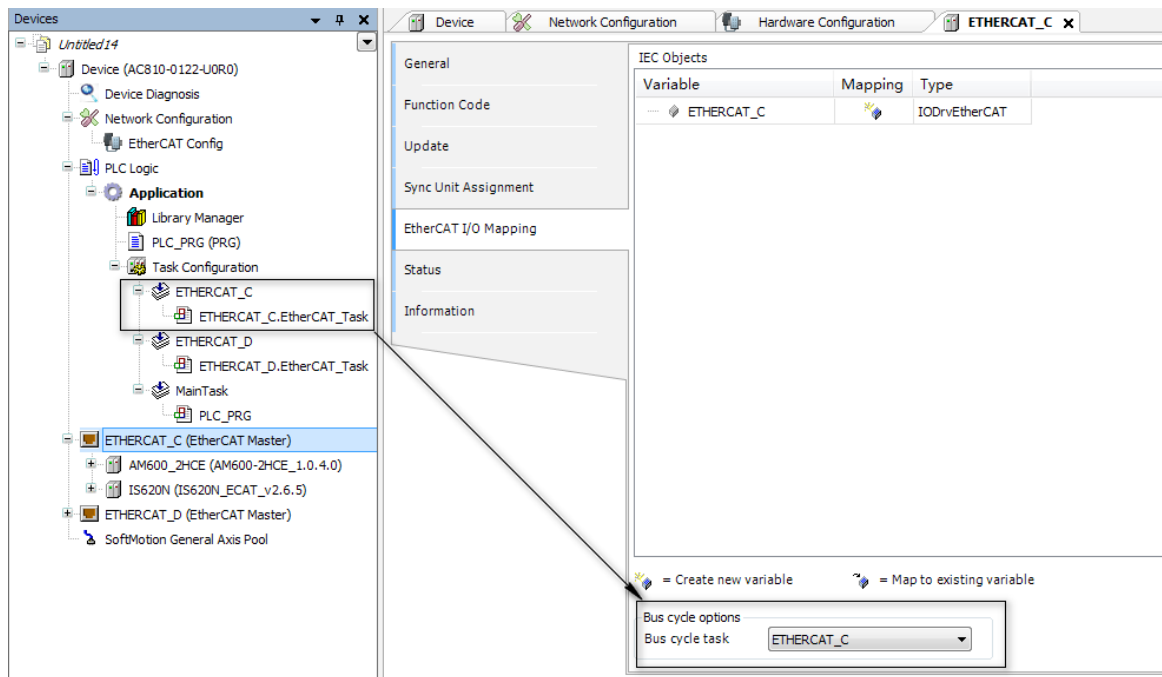 Devices
Untitled14
Device (AC810-0122-U0R0)
Device Diagnosis
Network Configuration
EtherCAT Config
PLC Logic
Application
Library Manager
PLC_PRG (PRG)
Task Configuration
ETHERCAT_C
ETHERCAT_C.EtherCAT_Task
ETHERCAT_D
ETHERCAT_D.EtherCAT_Task
MainTask
PLC_PRG
ETHERCAT_C (EtherCAT Master)
AM600_2HCE (AM600-2HCE_1.0.4.0)
IS620N (IS620N_ECAT_v2.6.5)
ETHERCAT_D (EtherCAT Master)
SoftMotion General Axis Pool
Device Network Configuration Hardware Configuration ETHERCAT_C
General
Function Code
Update
Sync Unit Assignment
EtherCAT I/O Mapping
Status
Information
IEC Objects
Variable Mapping Type
ETHERCAT_C IODrvEtherCAT
= Create new variable = Map to existing variable
Bus cycle options
Bus cycle task ETHERCAT_C